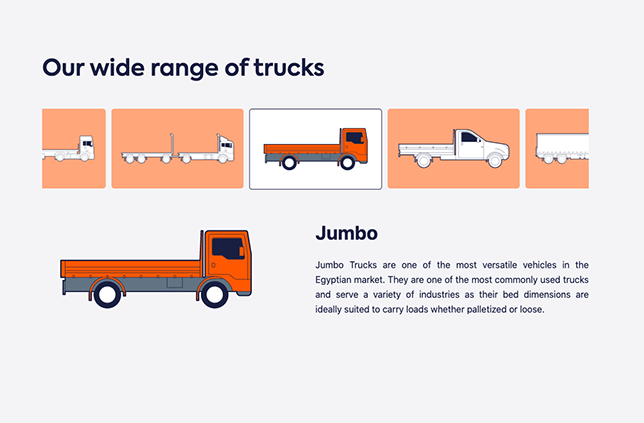 Our wide range of trucks
Jumbo
Jumbo Trucks are one of the most versatile vehicles in the
Egyptian market. They are one of the most commonly used trucks
and serve a variety of industries as their bed dimensions are
ideally suited to carry loads whether palletized or loose.